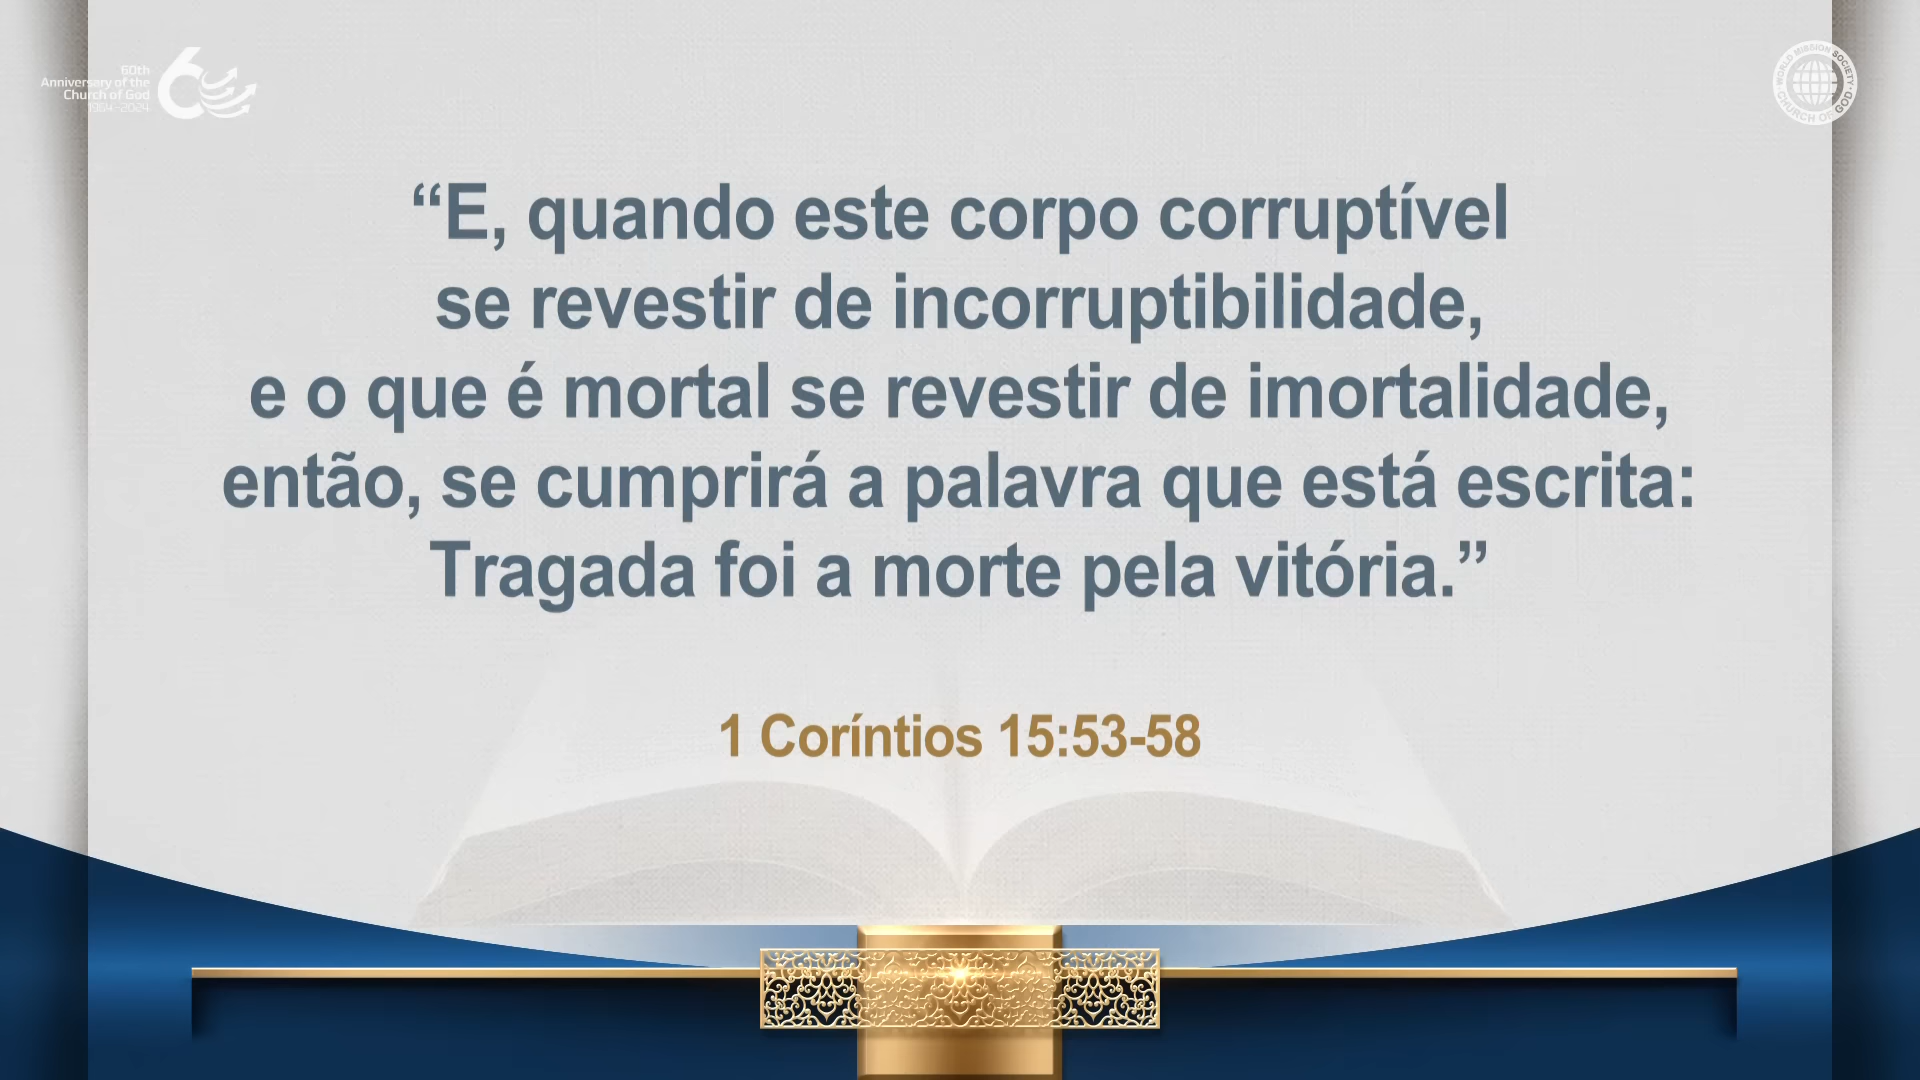 60th
Anniversary of the
Church of God
1964-2024
WORLD MISSION SOCIETY
CHURCH OF GOD
“E, quando este corpo corruptível
se revestir de incorruptibilidade,
e o que é mortal se revestir de imortalidade,
então, se cumprirá a palavra que está escrita:
Tragada foi a morte pela vitória.”
1 Coríntios 15:53-58